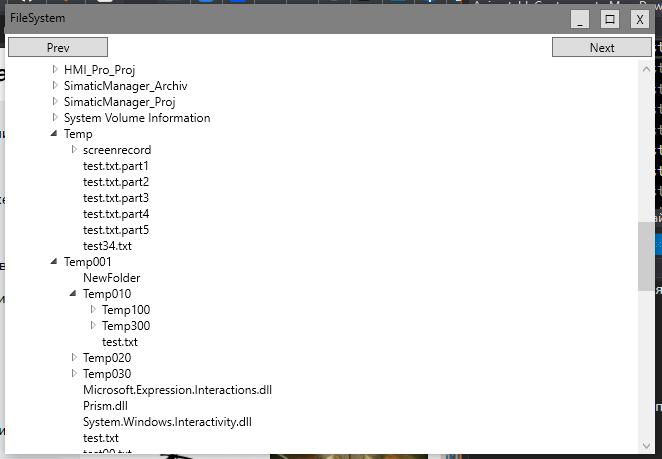 FileSystem
_ X
Prev Next
HMI_Pro_Proj
SimaticManager_Archiv
SimaticManager_Proj
System Volume Information
Temp
screenrecord
test.txt.part1
test.txt.part2
test.txt.part3
test.txt.part4
test.txt.part5
test34.txt
Temp001
NewFolder
Temp010
Temp100
Temp300
test.txt
Temp020
Temp030
Microsoft.Expression.Interactions.dll
Prism.dll
System.Windows.Interactivity.dll
test.txt